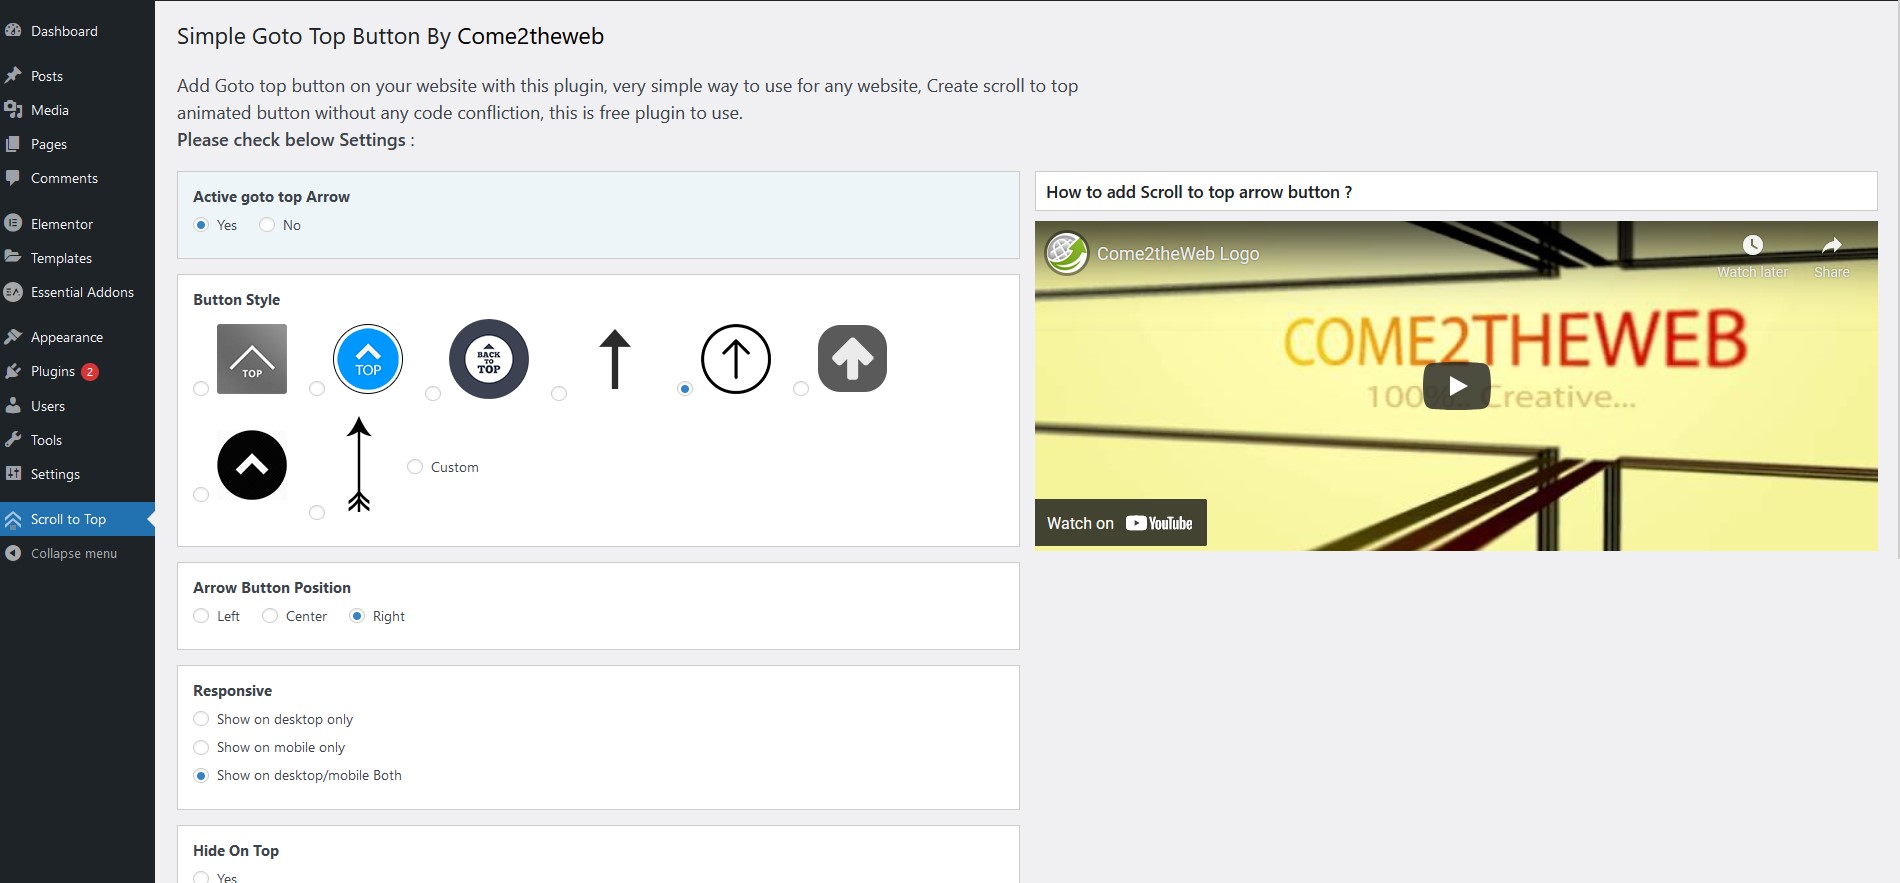 Dashboard
Posts
Media
Pages
Comments
Elementor
Templates
Essential Addons
Appearance
Plugins 2
Users
Tools
Settings
Scroll to Top
Collapse menu
Simple Goto Top Button By Come2theweb
Add Goto top button on your website with this plugin, very simple way to use for any website, Create scroll to top
animated button without any code confliction, this is free plugin to use.
Please check below Settings :
Active goto top Arrow
Yes No
Button Style
TOP
TOP
BACK
TO
TOP
Custom
Arrow Button Position
Left Center Right
Responsive
Show on desktop only
Show on mobile only
Show on desktop/mobile Both
Hide On Top
Yes
How to add Scroll to top arrow button ?
Come2theWeb Logo
Watch later Share
COME2THEWEB
Creative...
Watch on YouTube